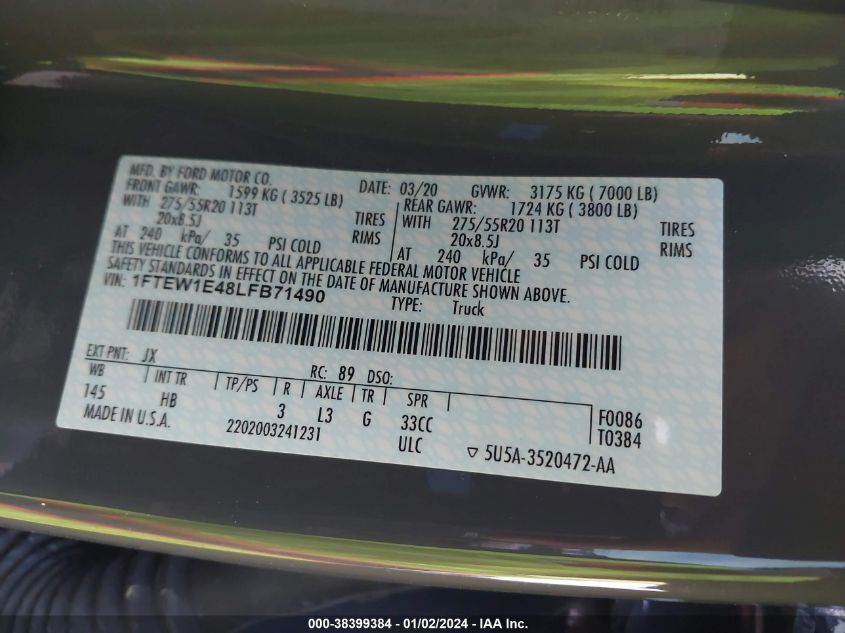 MFD. BY FORD MOTOR CO.
DATE: 03/20 GVWR: 3175 KG ( 7000 LB)
FRONT GAWR: 1599 KG ( 3525 LB)
WITH 275/55R20 113T TIRES
20x8.5J RIMS
AT 240 kPa/ 35 PSI COLD
REAR GAWR: 1724 KG ( 3800 LB)
WITH 275/55R20 113T TIRES
20x8.5J RIMS
AT 240 kPa/ 35 PSI COLD
THIS VEHICLE CONFORMS TO ALL APPLICABLE FEDERAL MOTOR VEHICLE
SAFETY STANDARDS IN EFFECT ON THE DATE OF MANUFACTURE SHOWN ABOVE.
VIN: 1FTEW1E48LFB71490
TYPE: Truck
EXT PNT: JX RC: 89 DSO:
WB INT TR TP/PS R AXLE TR SPR
145 HB 3 L3 G 33CC
F0086
T0384
MADE IN U.S.A. 2202003241231 ULC
▽ 5U5A-3520472-AA
000-38399384 - 01/02/2024 - IAA Inc.